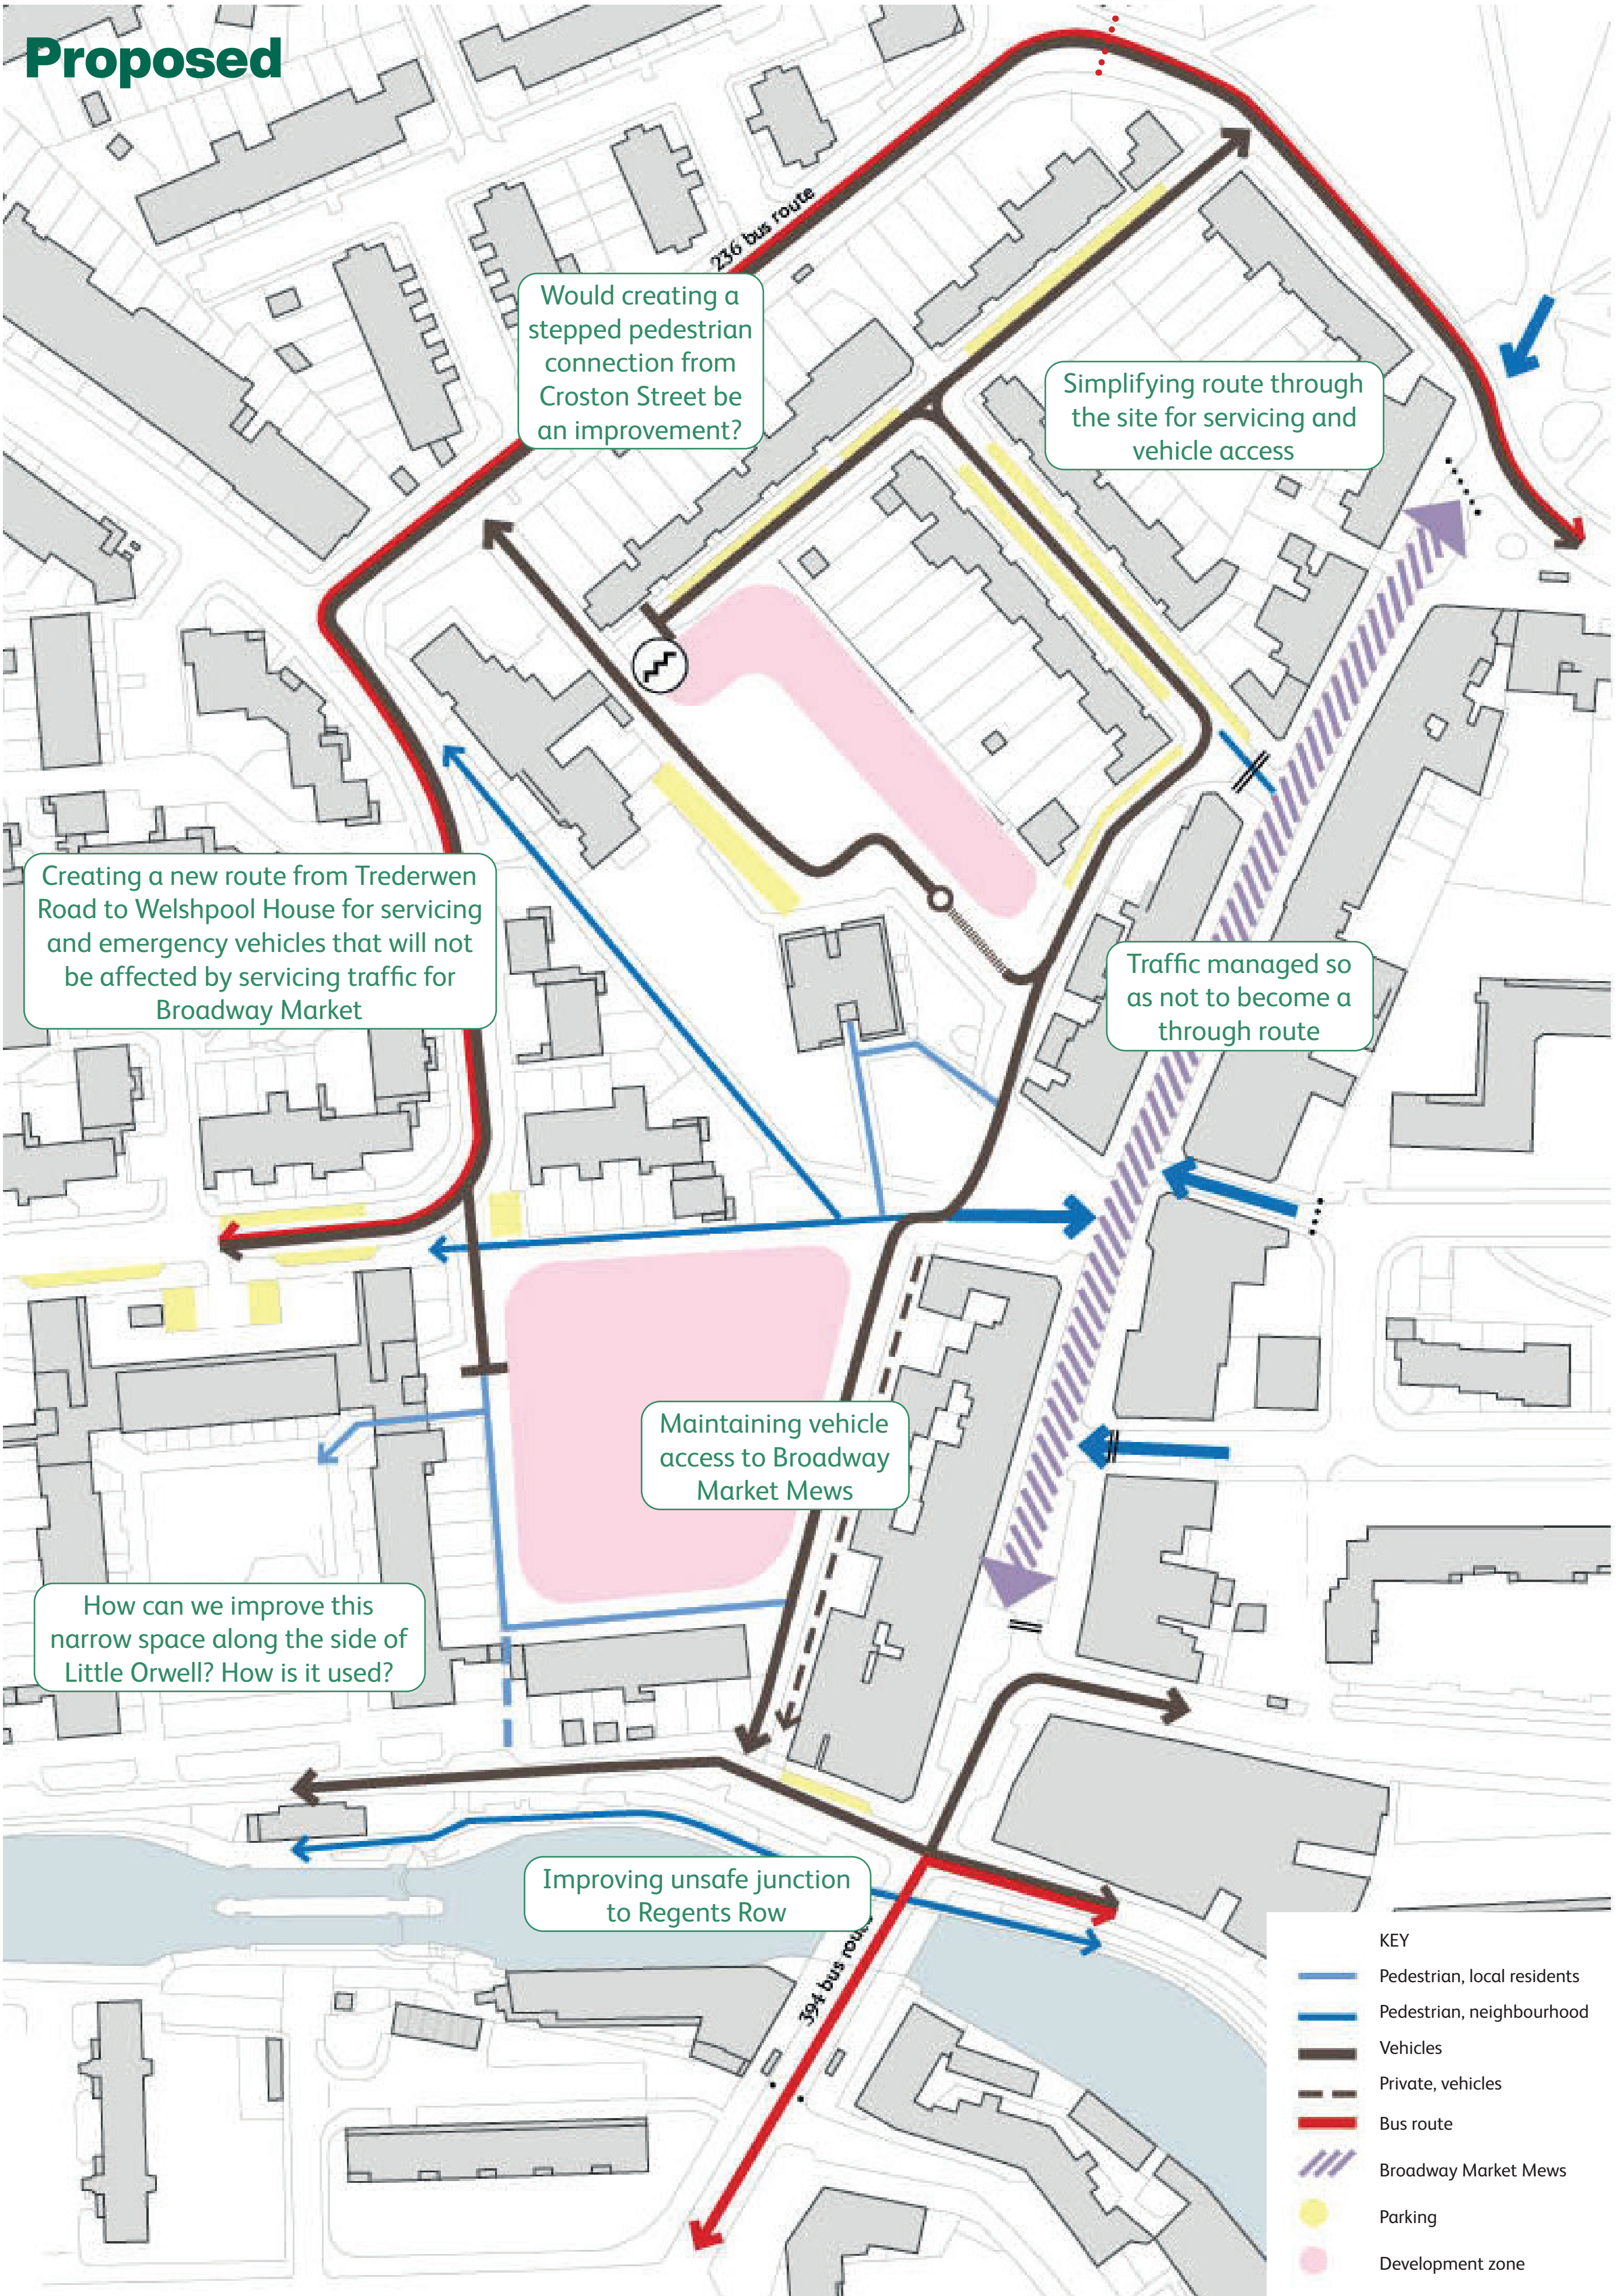 Proposed
236 bus route
Would creating a
stepped pedestrian
connection from
Croston Street be
an improvement?
Simplifying route through
the site for servicing and
vehicle access
Creating a new route from Trederwen
Road to Welshpool House for servicing
and emergency vehicles that will not
be affected by servicing traffic for
Broadway Market
Traffic managed so
as not to become a
through route
Maintaining vehicle
access to Broadway
Market Mews
How can we improve this
narrow space along the side of
Little Orwell? How is it used?
Improving unsafe junction
to Regents Row
394 bus route
KEY
Pedestrian, local residents
Pedestrian, neighbourhood
Vehicles
Private, vehicles
Bus route
Broadway Market Mews
Parking
Development zone